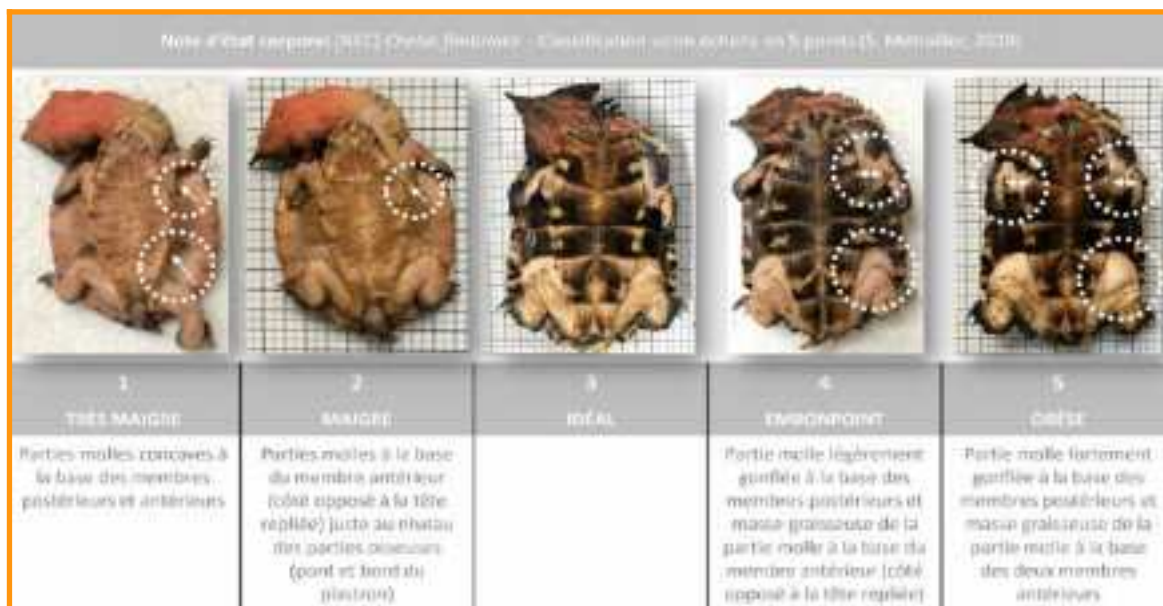 Note d'état corporel (NEC) Chelus fimbriata - Classification selon échelle en 5 points (S. Métrailler, 2019)
1
TRÈS MAIGRE
Parties molles concaves à
la base des membres
postérieurs et antérieurs
2
MAIGRE
Parties molles à la base
du membre antérieur
(côté opposé à la tête
repliée) juste au niveau
des parties osseuses
(pont et bord du
plastron)
3
IDÉAL
4
EMBONPOINT
Partie molle légèrement
gonflée à la base des
membres postérieurs et
masse graisseuse de la
partie molle à la base du
membre antérieur (côté
opposé à la tête repliée)
5
OBÈSE
Partie molle fortement
gonflée à la base des
membres postérieurs et
masse graisseuse de la
partie molle à la base
des deux membres
antérieurs